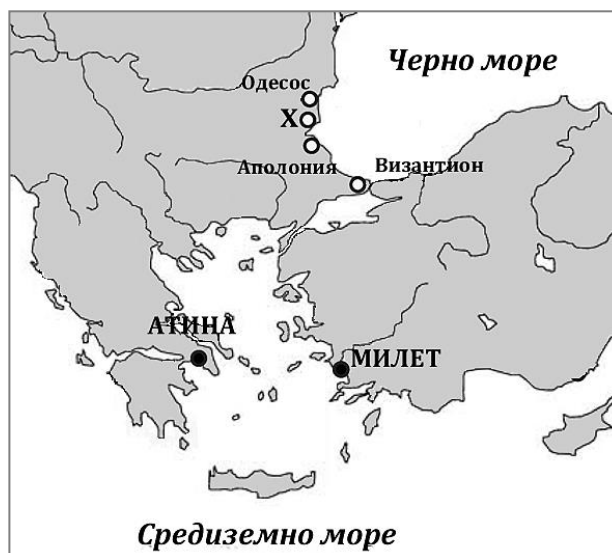 Черно море
Одесос
X
Аполония
Византион
АТИНА
МИЛЕТ
Средиземно море